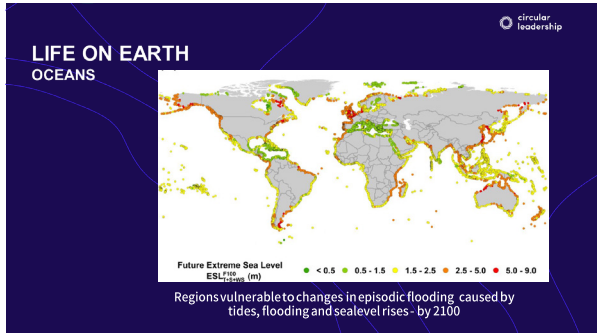 circular
leadership
LIFE ON EARTH
OCEANS
Future Extreme Sea Level
ESL F100 T+S+WS (m)
< 0.5
0.5 - 1.5
1.5 - 2.5
2.5 - 5.0
5.0 - 9.0
Regions vulnerable to changes in episodic flooding caused by
tides, flooding and sealevel rises - by 2100